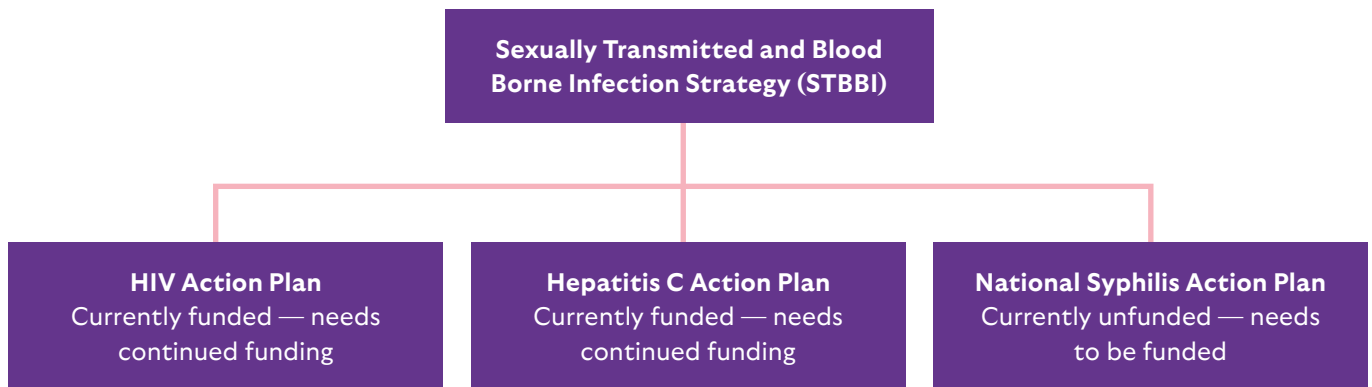 Sexually Transmitted and Blood
Borne Infection Strategy (STBBI)
HIV Action Plan
Currently funded — needs
continued funding
Hepatitis C Action Plan
Currently funded — needs
continued funding
National Syphilis Action Plan
Currently unfunded — needs
to be funded